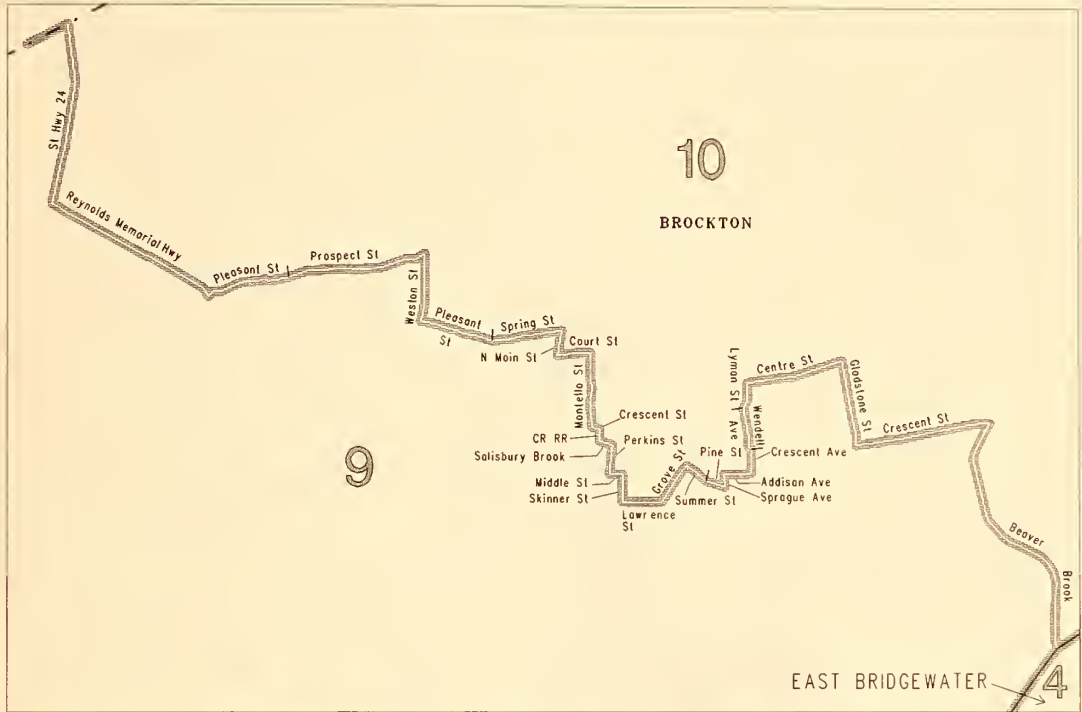 10
BROCKTON
St Hwy 24
Reynolds Memorial Hwy
Pleasant St
Prospect St
Weston St
Pleasant
St
Spring St
N Main St
Court St
Montello St
Crescent St
CR RR
Salisbury Brook
Perkins St
Middle St
Skinner St
Lawrence
St
Grove St
Summer St
Pine St
Lyman St
Wendell
Ave
Centre St
Gladstone St
Crescent St
Crescent Ave
Addison Ave
Sprague Ave
9
Beaver
Brook
EAST BRIDGEWATER
4